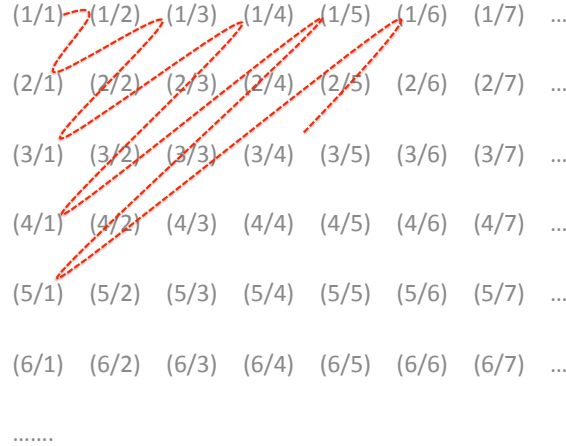 (1/1) (1/2) (1/3) (1/4) (1/5) (1/6) (1/7) ...
(2/1) (2/2) (2/3) (2/4) (2/5) (2/6) (2/7) ...
(3/1) (3/2) (3/3) (3/4) (3/5) (3/6) (3/7) ...
(4/1) (4/2) (4/3) (4/4) (4/5) (4/6) (4/7) ...
(5/1) (5/2) (5/3) (5/4) (5/5) (5/6) (5/7) ...
(6/1) (6/2) (6/3) (6/4) (6/5) (6/6) (6/7) ...
.......